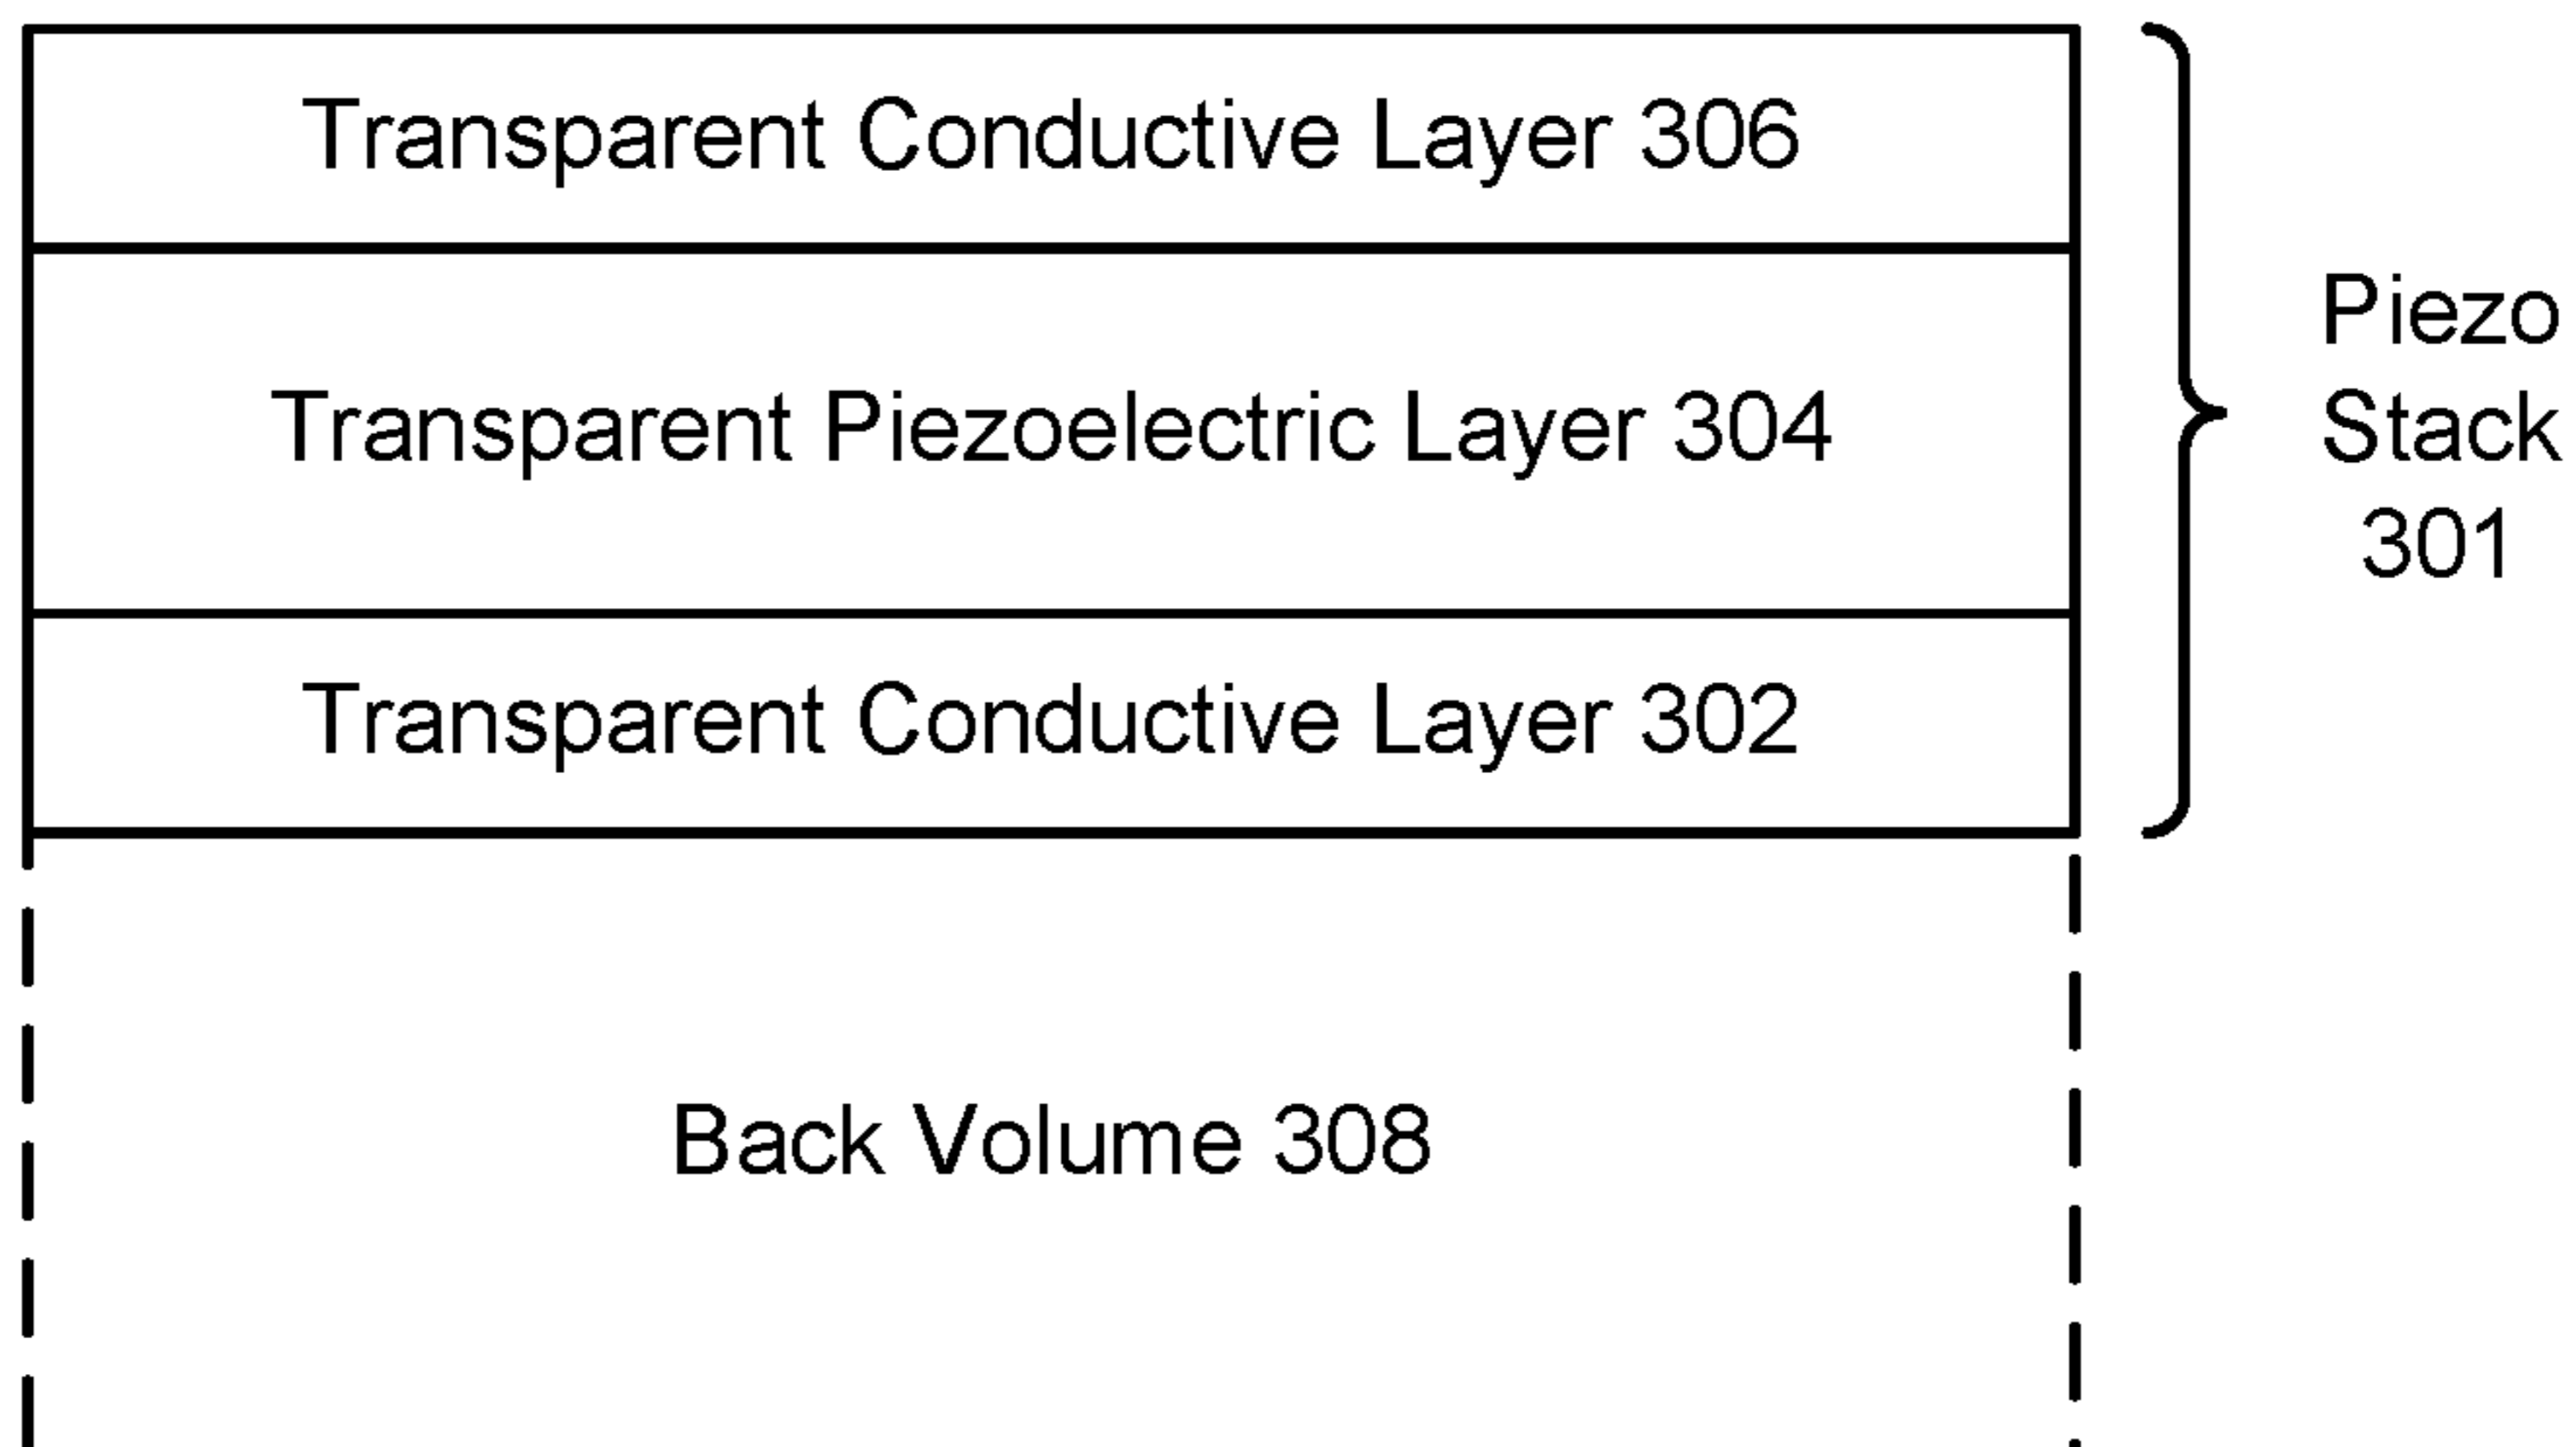 Transparent Conductive Layer 306
Transparent Piezoelectric Layer 304
Transparent Conductive Layer 302
Piezo
Stack
301
Back Volume 308